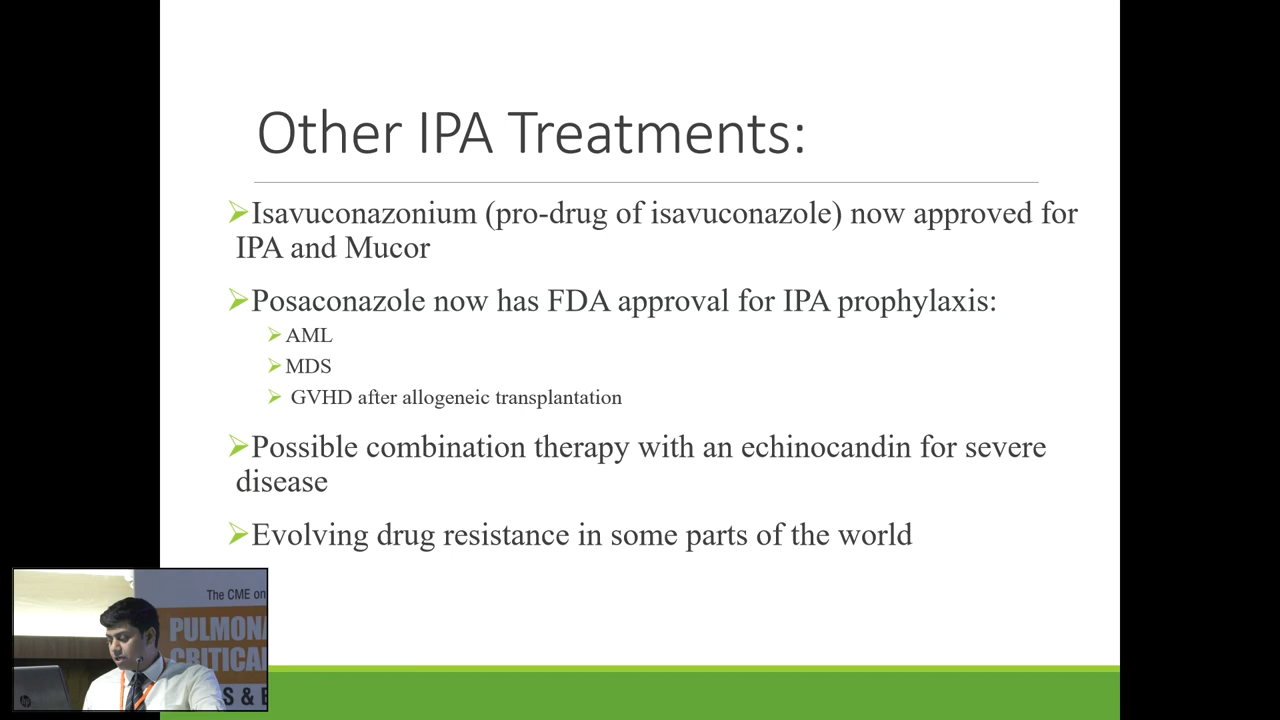 Other IPA Treatments:
Isavuconazonium (pro-drug of isavuconazole) now approved for
IPA and Mucor
Posaconazole now has FDA approval for IPA prophylaxis:
AML
MDS
GVHD after allogeneic transplantation
Possible combination therapy with an echinocandin for severe
disease
Evolving drug resistance in some parts of the world
The CME on
PULMONA
CRITICAL
S & E
hp